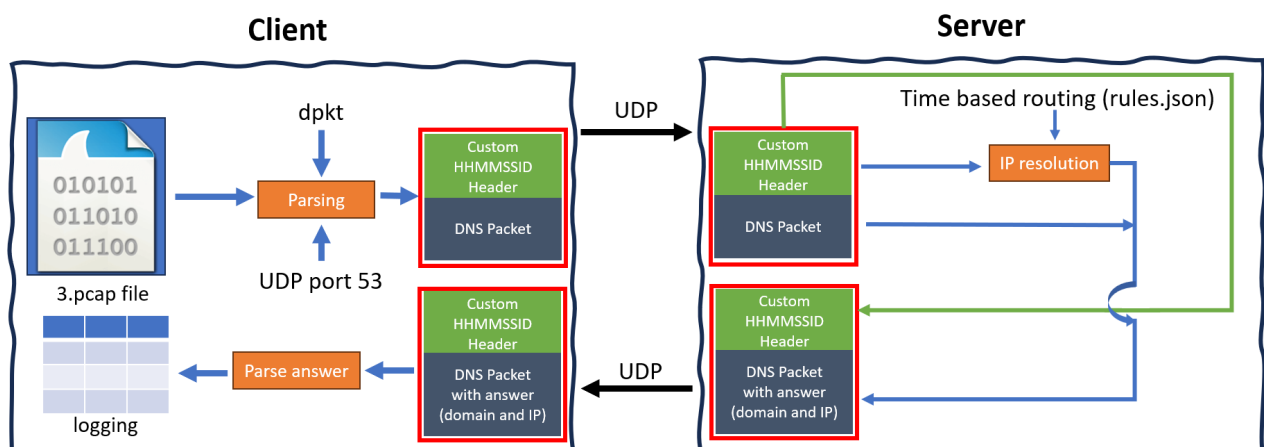 Client
Server
dpkt
UDP
Time based routing (rules.json)
Custom
HHMMSSID
Header
DNS Packet
Custom
HHMMSSID
Header
DNS Packet
IP resolution
010101
011010
011100
Parsing
UDP port 53
3.pcap file
Custom
HHMMSSID
Header
DNS Packet
with answer
(domain and IP)
Custom
HHMMSSID
Header
DNS Packet
with answer
(domain and IP)
Parse answer
UDP
logging